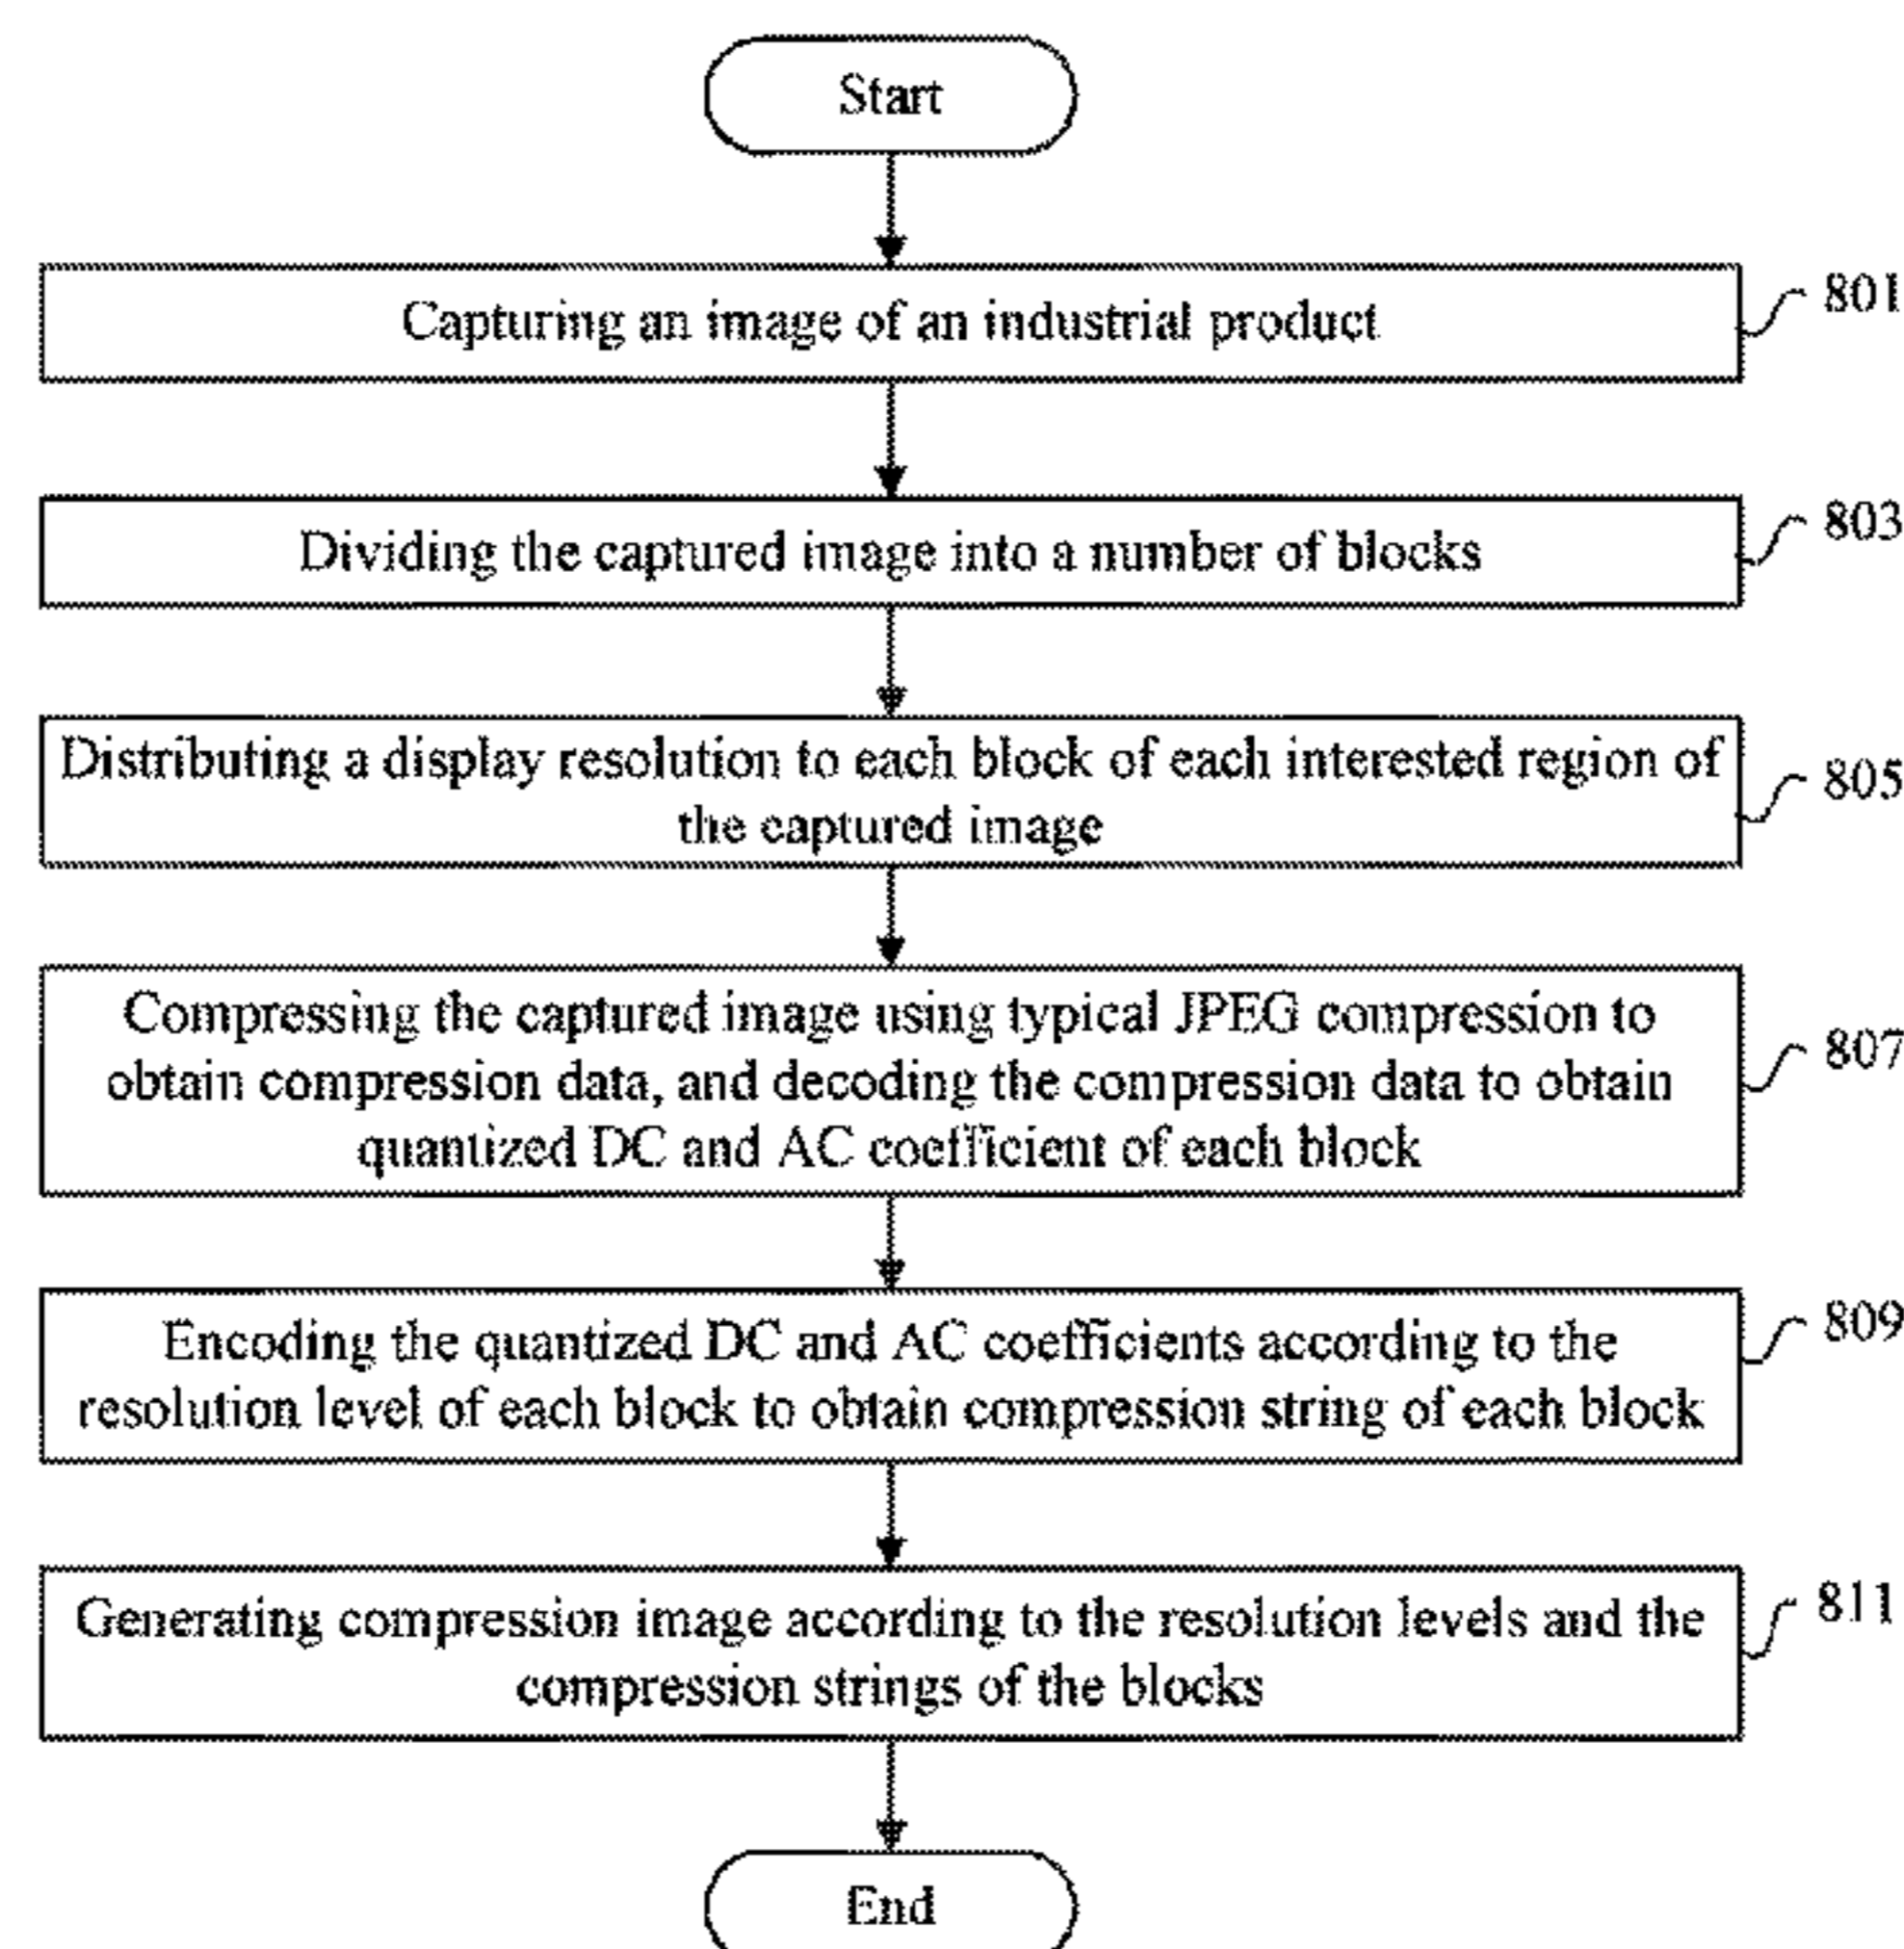 Start
Capturing an image of an industrial product
801
Dividing the captured image into a number of blocks
803
Distributing a display resolution to each block of each interested region of
the captured image
805
Compressing the captured image using typical JPEG compression to
obtain compression data, and decoding the compression data to obtain
quantized DC and AC coefficient of each block
807
Encoding the quantized DC and AC coefficients according to the
resolution level of each block to obtain compression string of each block
809
Generating compression image according to the resolution levels and the
compression strings of the blocks
811
End